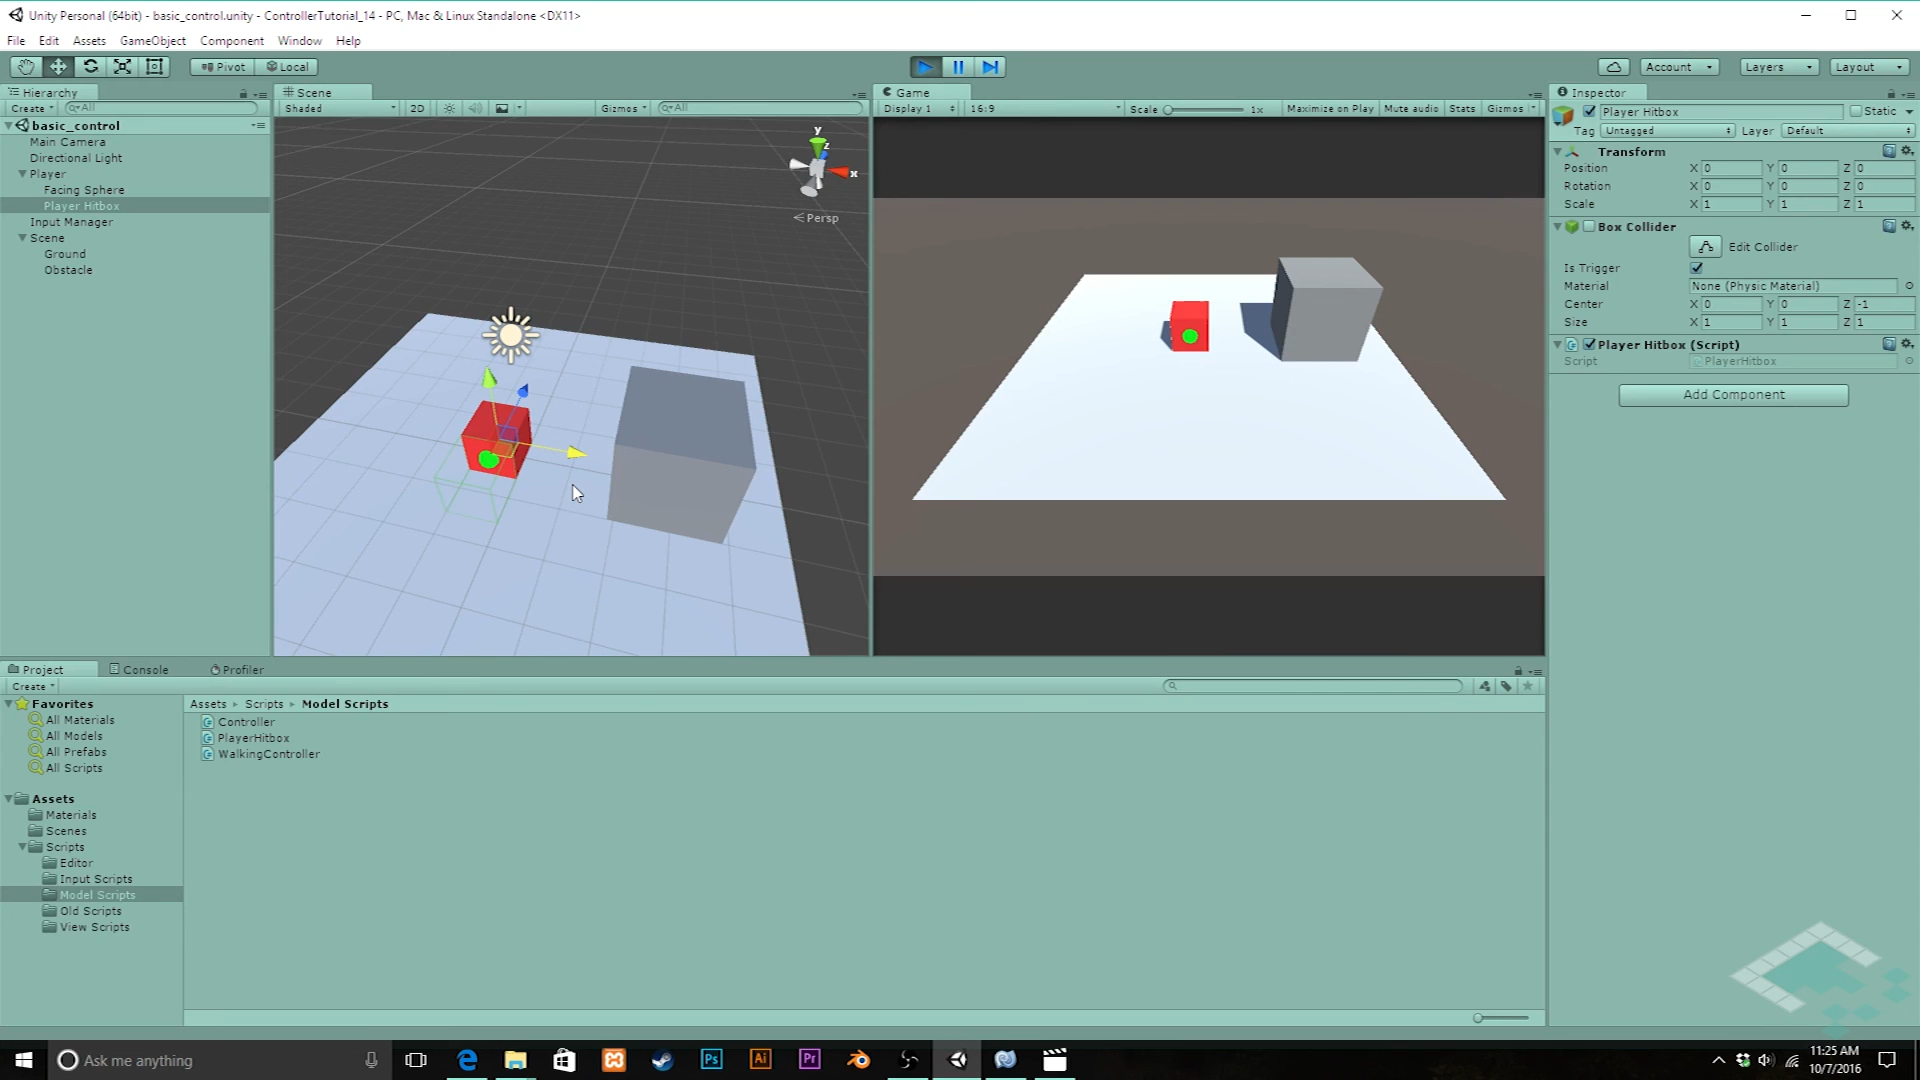 Unity Personal (64bit) - basic_control.unity - ControllerTutorial_14 - PC, Mac & Linux Standalone <DX11>
File Edit Assets GameObject Component Window Help
Pivot Local Account Layers Layout
Hierarchy
Create All
basic_control
Main Camera
Directional Light
Player
Facing Sphere
Player Hitbox
Input Manager
Scene
Ground
Obstacle
Scene
Shaded 2D Gizmos All
y
z
x
Persp
Game
Display 1 16:9 Scale 1x Maximize on Play Mute audio Stats Gizmos
Inspector
Player Hitbox Static
Tag Untagged Layer Default
Transform
Position X 0 Y 0 Z 0
Rotation X 0 Y 0 Z 0
Scale X 1 Y 1 Z 1
Box Collider
Edit Collider
Is Trigger
Material None (Physic Material)
Center X 0 Y 0 Z -1
Size X 1 Y 1 Z 1
Player Hitbox (Script)
Script PlayerHitbox
Add Component
Project Console Profiler
Create
Favorites
All Materials
All Models
All Prefabs
All Scripts
Assets
Materials
Scenes
Scripts
Editor
Input Scripts
Model Scripts
Old Scripts
View Scripts
Assets Scripts Model Scripts
Controller
PlayerHitbox
WalkingController
Ask me anything
Ps Ai Pr
11:25 AM
10/7/2016